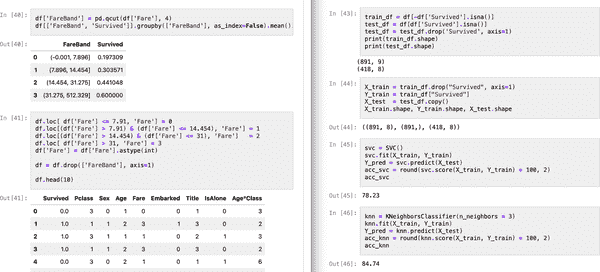 In [40]:
df['FareBand'] = pd.qcut(df['Fare'], 4)
df[['FareBand', 'Survived']].groupby(['FareBand'], as_index=False).mean()
Out[40]:
FareBand Survived
0 (-0.001, 7.896] 0.197309
1 (7.896, 14.454] 0.303571
2 (14.454, 31.275] 0.441048
3 (31.275, 512.329] 0.600000
In [41]:
df.loc[ df['Fare'] <= 7.91, 'Fare'] = 0
df.loc[(df['Fare'] > 7.91) & (df['Fare'] <= 14.454), 'Fare'] = 1
df.loc[(df['Fare'] > 14.454) & (df['Fare'] <= 31), 'Fare'] = 2
df.loc[ df['Fare'] > 31, 'Fare'] = 3
df['Fare'] = df['Fare'].astype(int)
df = df.drop(['FareBand'], axis=1)
df.head(10)
Out[41]:
Survived Pclass Sex Age Fare Embarked Title IsAlone Age*Class
0 0.0 3 0 1 0 0 1 0 3
1 1.0 1 1 2 3 1 3 0 2
2 1.0 3 1 1 1 0 2 1 3
3 1.0 1 1 2 3 0 3 0 2
4 0.0 3 0 2 1 0 1 1 6
In [43]:
train_df = df[~df['Survived'].isna()]
test_df = df[df['Survived'].isna()]
test_df = test_df.drop('Survived', axis=1)
print(train_df.shape)
print(test_df.shape)
(891, 9)
(418, 8)
In [44]:
X_train = train_df.drop("Survived", axis=1)
Y_train = train_df["Survived"]
X_test = test_df.copy()
X_train.shape, Y_train.shape, X_test.shape
Out[44]: ((891, 8), (891,), (418, 8))
In [45]:
svc = SVC()
svc.fit(X_train, Y_train)
Y_pred = svc.predict(X_test)
acc_svc = round(svc.score(X_train, Y_train) * 100, 2)
acc_svc
Out[45]: 78.23
In [46]:
knn = KNeighborsClassifier(n_neighbors = 3)
knn.fit(X_train, Y_train)
Y_pred = knn.predict(X_test)
acc_knn = round(knn.score(X_train, Y_train) * 100, 2)
acc_knn
Out[46]: 84.74